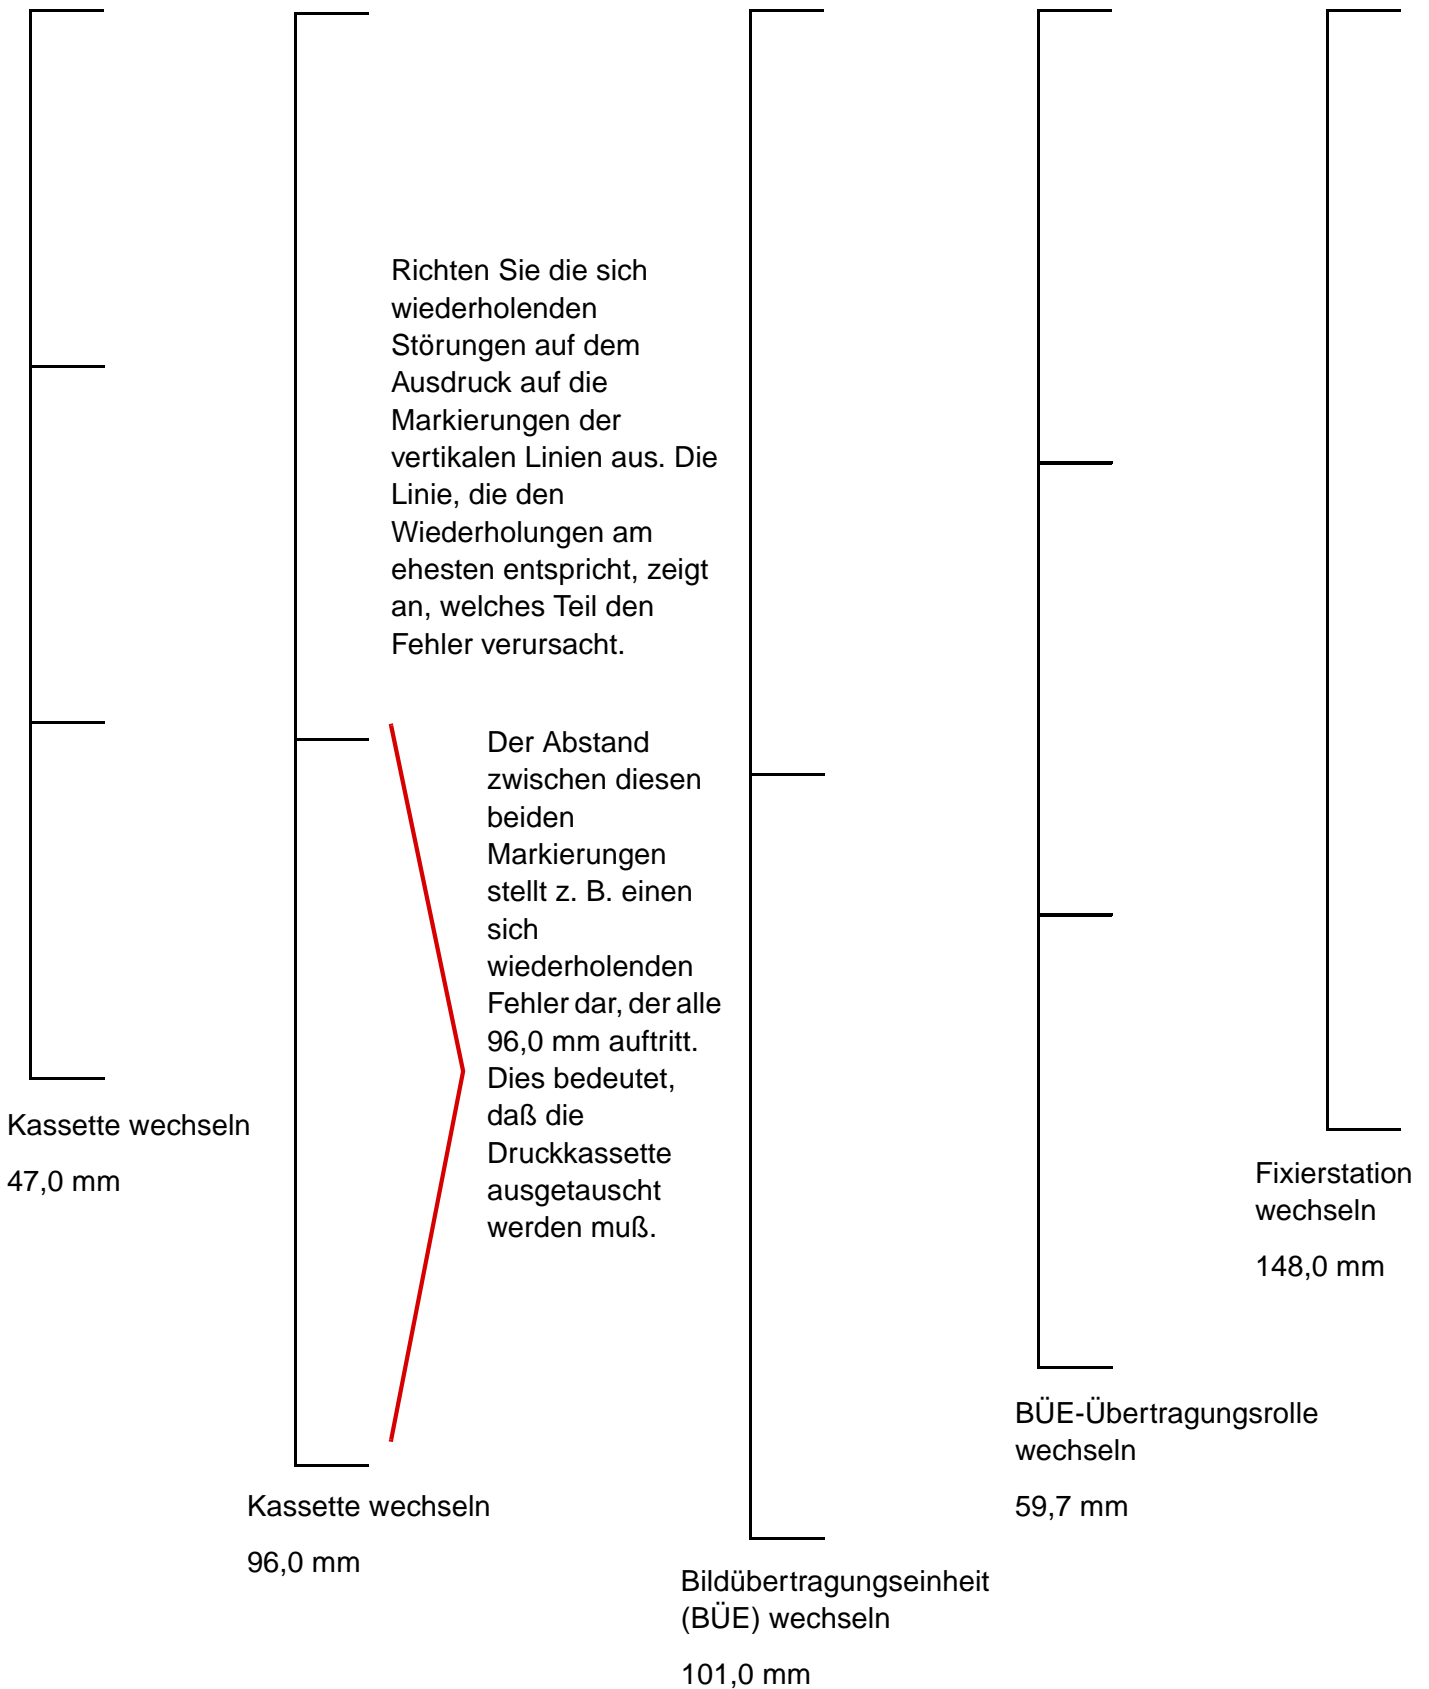 Richten Sie die sich
wiederholenden
Störungen auf dem
Ausdruck auf die
Markierungen der
vertikalen Linien aus. Die
Linie, die den
Wiederholungen am
ehesten entspricht, zeigt
an, welches Teil den
Fehler verursacht.
Der Abstand
zwischen diesen
beiden
Markierungen
stellt z. B. einen
sich
wiederholenden
Fehler dar, der alle
96,0 mm auftritt.
Dies bedeutet,
daß die
Druckkassette
ausgetauscht
werden muß.
Kassette wechseln
47,0 mm
Kassette wechseln
96,0 mm
Bildübertragungseinheit
(BÜE) wechseln
101,0 mm
BÜE-Übertragungsrolle
wechseln
59,7 mm
Fixierstation
wechseln
148,0 mm